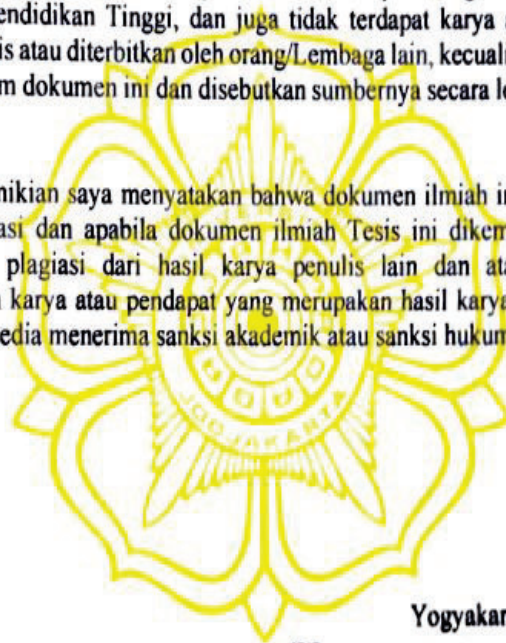 endidikan Tinggi, dan juga tidak terdapat karya a
is atau diterbitkan oleh orang/Lembaga lain, kecuali
m dokumen ini dan disebutkan sumbernya secara le
nikian saya menyatakan bahwa dokumen ilmiah in
asi dan apabila dokumen ilmiah Tesis ini dikem
plagiasi dari hasil karya penulis lain dan ata
karya atau pendapat yang merupakan hasil karya
edia menerima sanksi akademik atau sanksi hukum
JOGJAKARTA
Yogyakar